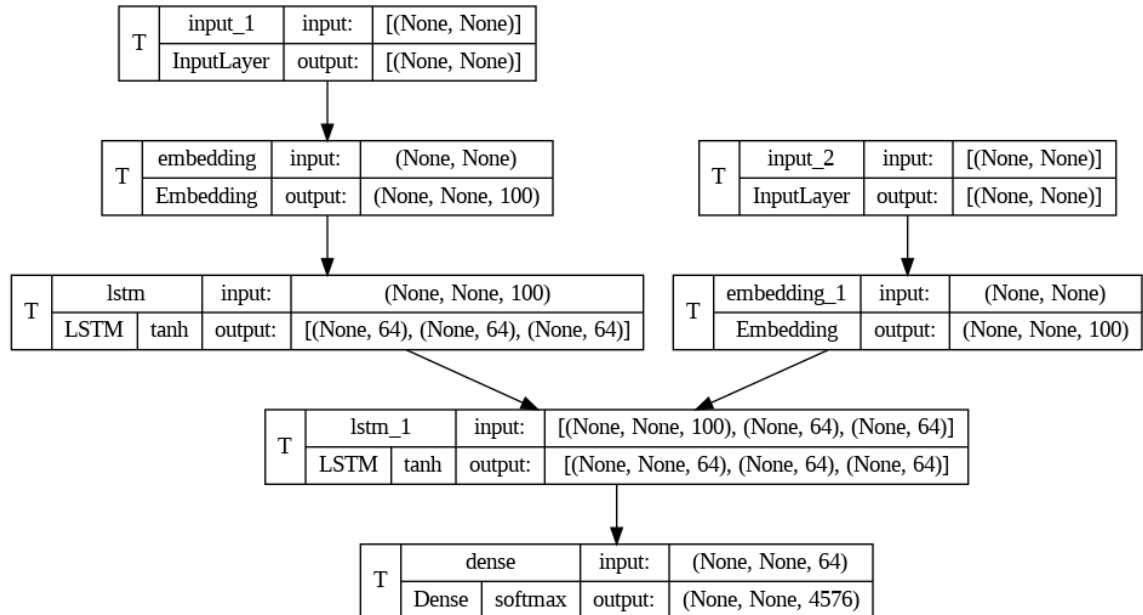 T input_1 input: [(None, None)]
InputLayer output: [(None, None)]
T embedding input: (None, None)
Embedding output: (None, None, 100)
T input_2 input: [(None, None)]
InputLayer output: [(None, None)]
T lstm input: (None, None, 100)
LSTM tanh output: [(None, 64), (None, 64), (None, 64)]
T embedding_1 input: (None, None)
Embedding output: (None, None, 100)
T lstm_1 input: [(None, None, 100), (None, 64), (None, 64)]
LSTM tanh output: [(None, None, 64), (None, 64), (None, 64)]
T dense input: (None, None, 64)
Dense softmax output: (None, None, 4576)